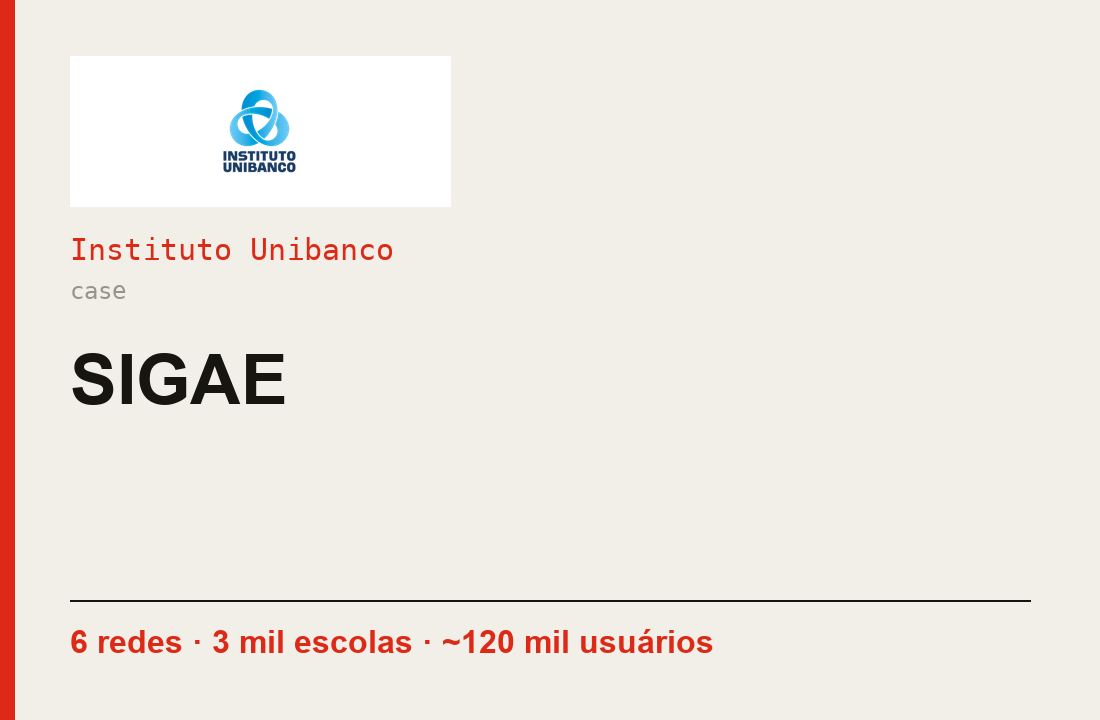 INSTITUTO
UNIBANCO
Instituto Unibanco
case
SIGAE
6 redes · 3 mil escolas · ~120 mil usuários